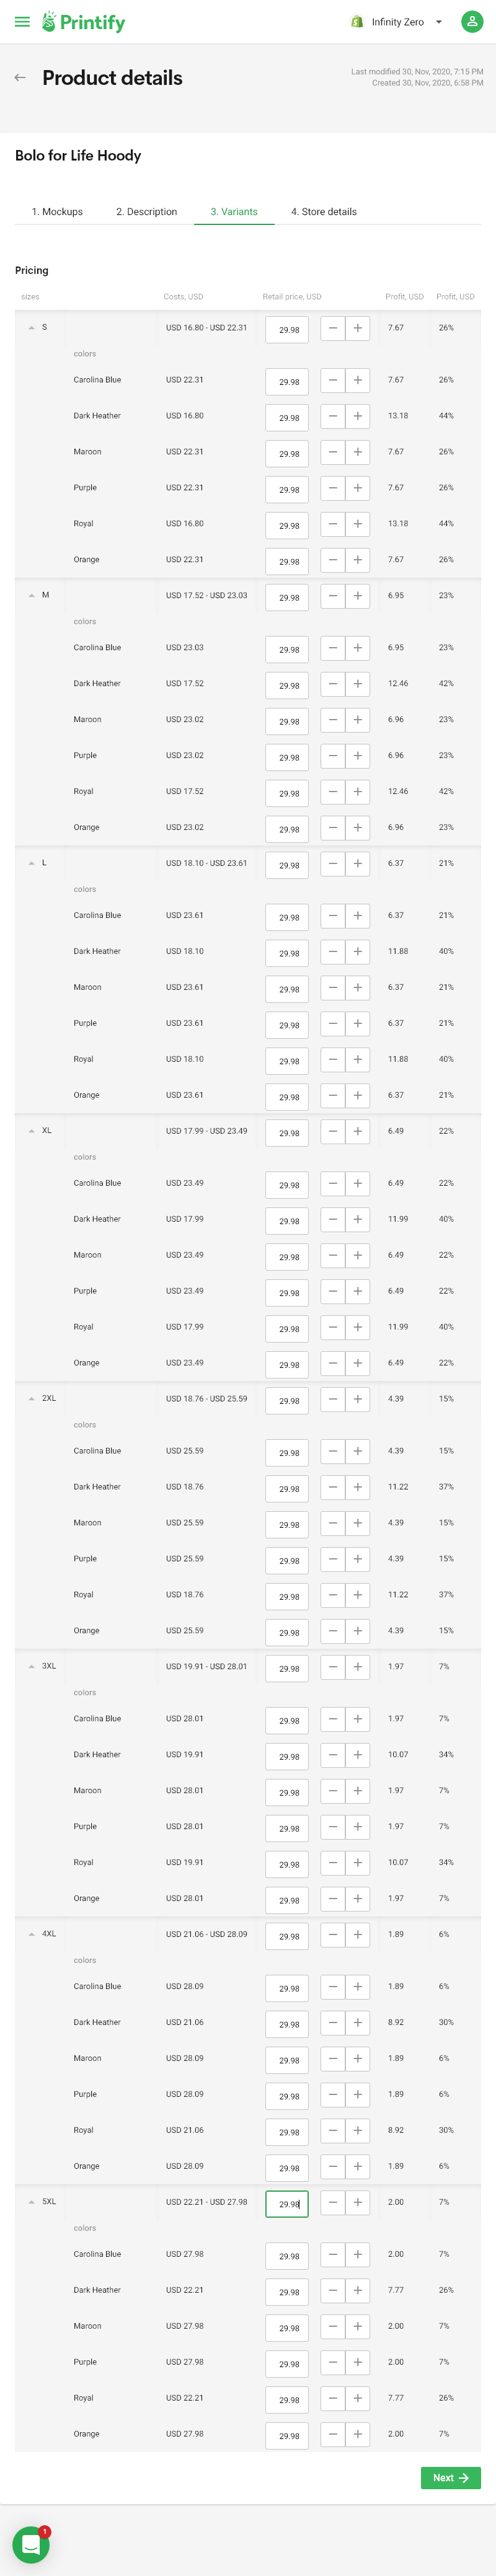 Printify
Infinity Zero
Product details
Last modified 30, Nov, 2020, 7:15 PM
Created 30, Nov, 2020, 6:58 PM
Bolo for Life Hoody
1. Mockups 2. Description 3. Variants 4. Store details
Pricing
sizes Costs, USD Retail price, USD Profit, USD Profit, USD
S USD 16.80 - USD 22.31 29.98 7.67 26%
colors
Carolina Blue USD 22.31 29.98 7.67 26%
Dark Heather USD 16.80 29.98 13.18 44%
Maroon USD 22.31 29.98 7.67 26%
Purple USD 22.31 29.98 7.67 26%
Royal USD 16.80 29.98 13.18 44%
Orange USD 22.31 29.98 7.67 26%
M USD 17.52 - USD 23.03 29.98 6.95 23%
colors
Carolina Blue USD 23.03 29.98 6.95 23%
Dark Heather USD 17.52 29.98 12.46 42%
Maroon USD 23.02 29.98 6.96 23%
Purple USD 23.02 29.98 6.96 23%
Royal USD 17.52 29.98 12.46 42%
Orange USD 23.02 29.98 6.96 23%
L USD 18.10 - USD 23.61 29.98 6.37 21%
colors
Carolina Blue USD 23.61 29.98 6.37 21%
Dark Heather USD 18.10 29.98 11.88 40%
Maroon USD 23.61 29.98 6.37 21%
Purple USD 23.61 29.98 6.37 21%
Royal USD 18.10 29.98 11.88 40%
Orange USD 23.61 29.98 6.37 21%
XL USD 17.99 - USD 23.49 29.98 6.49 22%
colors
Carolina Blue USD 23.49 29.98 6.49 22%
Dark Heather USD 17.99 29.98 11.99 40%
Maroon USD 23.49 29.98 6.49 22%
Purple USD 23.49 29.98 6.49 22%
Royal USD 17.99 29.98 11.99 40%
Orange USD 23.49 29.98 6.49 22%
2XL USD 18.76 - USD 25.59 29.98 4.39 15%
colors
Carolina Blue USD 25.59 29.98 4.39 15%
Dark Heather USD 18.76 29.98 11.22 37%
Maroon USD 25.59 29.98 4.39 15%
Purple USD 25.59 29.98 4.39 15%
Royal USD 18.76 29.98 11.22 37%
Orange USD 25.59 29.98 4.39 15%
3XL USD 19.91 - USD 28.01 29.98 1.97 7%
colors
Carolina Blue USD 28.01 29.98 1.97 7%
Dark Heather USD 19.91 29.98 10.07 34%
Maroon USD 28.01 29.98 1.97 7%
Purple USD 28.01 29.98 1.97 7%
Royal USD 19.91 29.98 10.07 34%
Orange USD 28.01 29.98 1.97 7%
4XL USD 21.06 - USD 28.09 29.98 1.89 6%
colors
Carolina Blue USD 28.09 29.98 1.89 6%
Dark Heather USD 21.06 29.98 8.92 30%
Maroon USD 28.09 29.98 1.89 6%
Purple USD 28.09 29.98 1.89 6%
Royal USD 21.06 29.98 8.92 30%
Orange USD 28.09 29.98 1.89 6%
5XL USD 22.21 - USD 27.98 29.98 2.00 7%
colors
Carolina Blue USD 27.98 29.98 2.00 7%
Dark Heather USD 22.21 29.98 7.77 26%
Maroon USD 27.98 29.98 2.00 7%
Purple USD 27.98 29.98 2.00 7%
Royal USD 22.21 29.98 7.77 26%
Orange USD 27.98 29.98 2.00 7%
Next
1